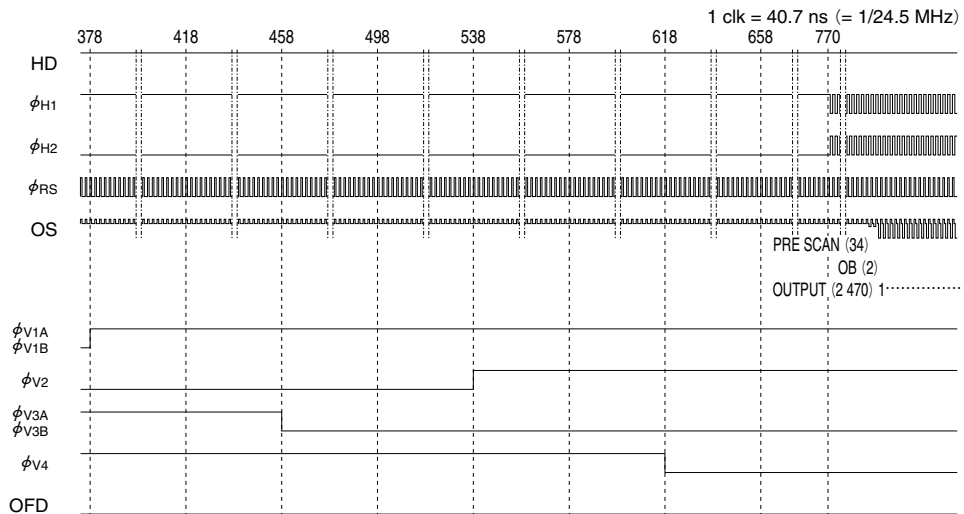 1 clk = 40.7 ns (= 1/24.5 MHz)
378 418 458 498 538 578 618 658 770
HD
ϕH1
ϕH2
ϕRS
OS
PRE SCAN (34)
OB (2)
OUTPUT (2 470) 1
ϕV1A
ϕV1B
ϕV2
ϕV3A
ϕV3B
ϕV4
OFD